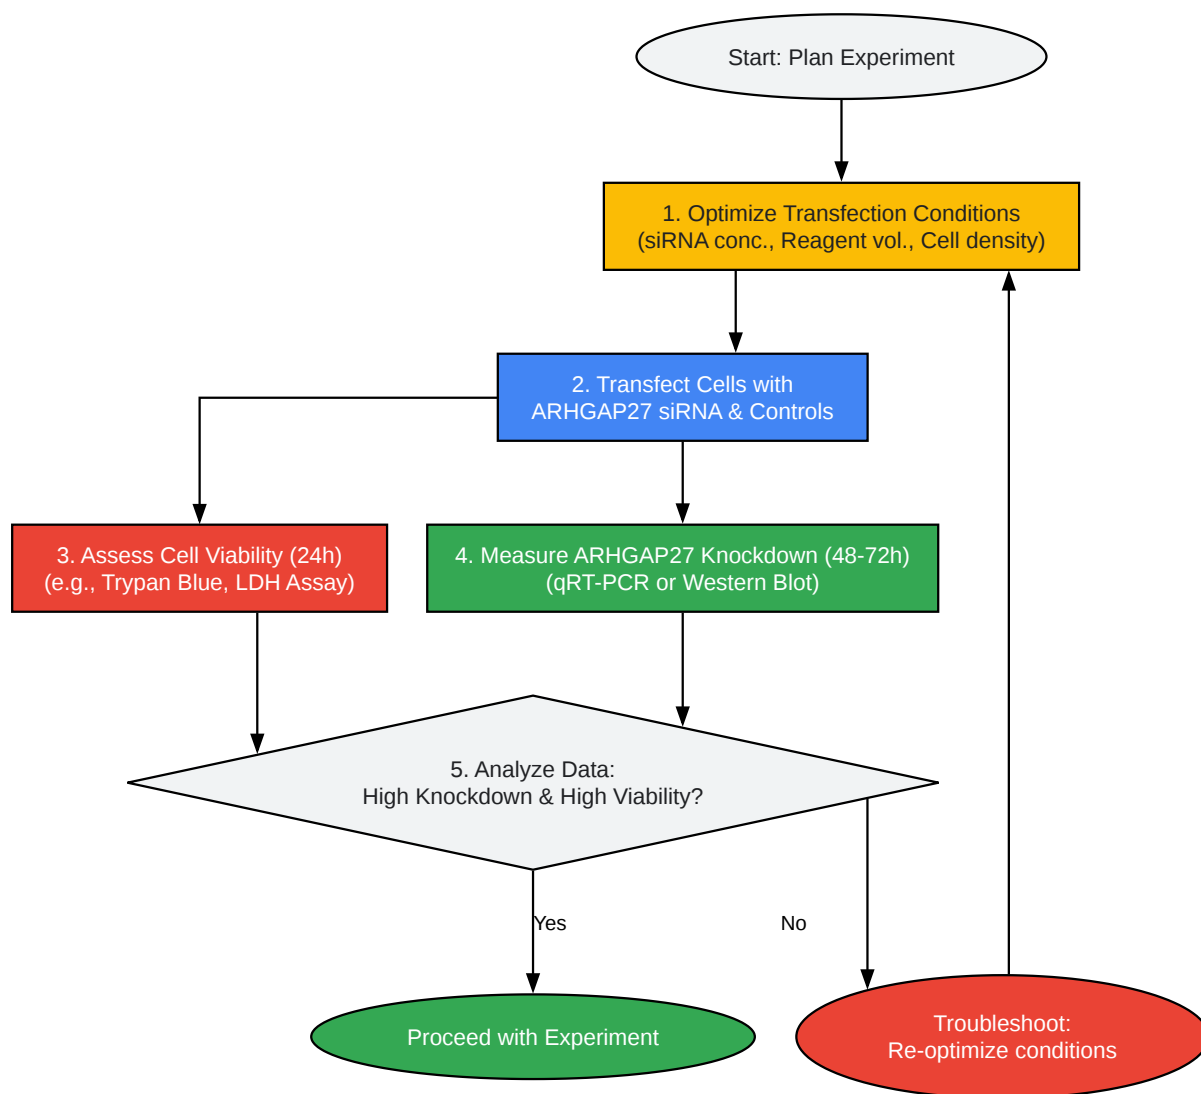 Start: Plan Experiment
1. Optimize Transfection Conditions
(siRNA conc., Reagent vol., Cell density)
2. Transfect Cells with
ARHGAP27 siRNA & Controls
3. Assess Cell Viability (24h)
(e.g., Trypan Blue, LDH Assay)
4. Measure ARHGAP27 Knockdown (48-72h)
(qRT-PCR or Western Blot)
5. Analyze Data:
High Knockdown & High Viability?
Yes
No
Proceed with Experiment
Troubleshoot:
Re-optimize conditions